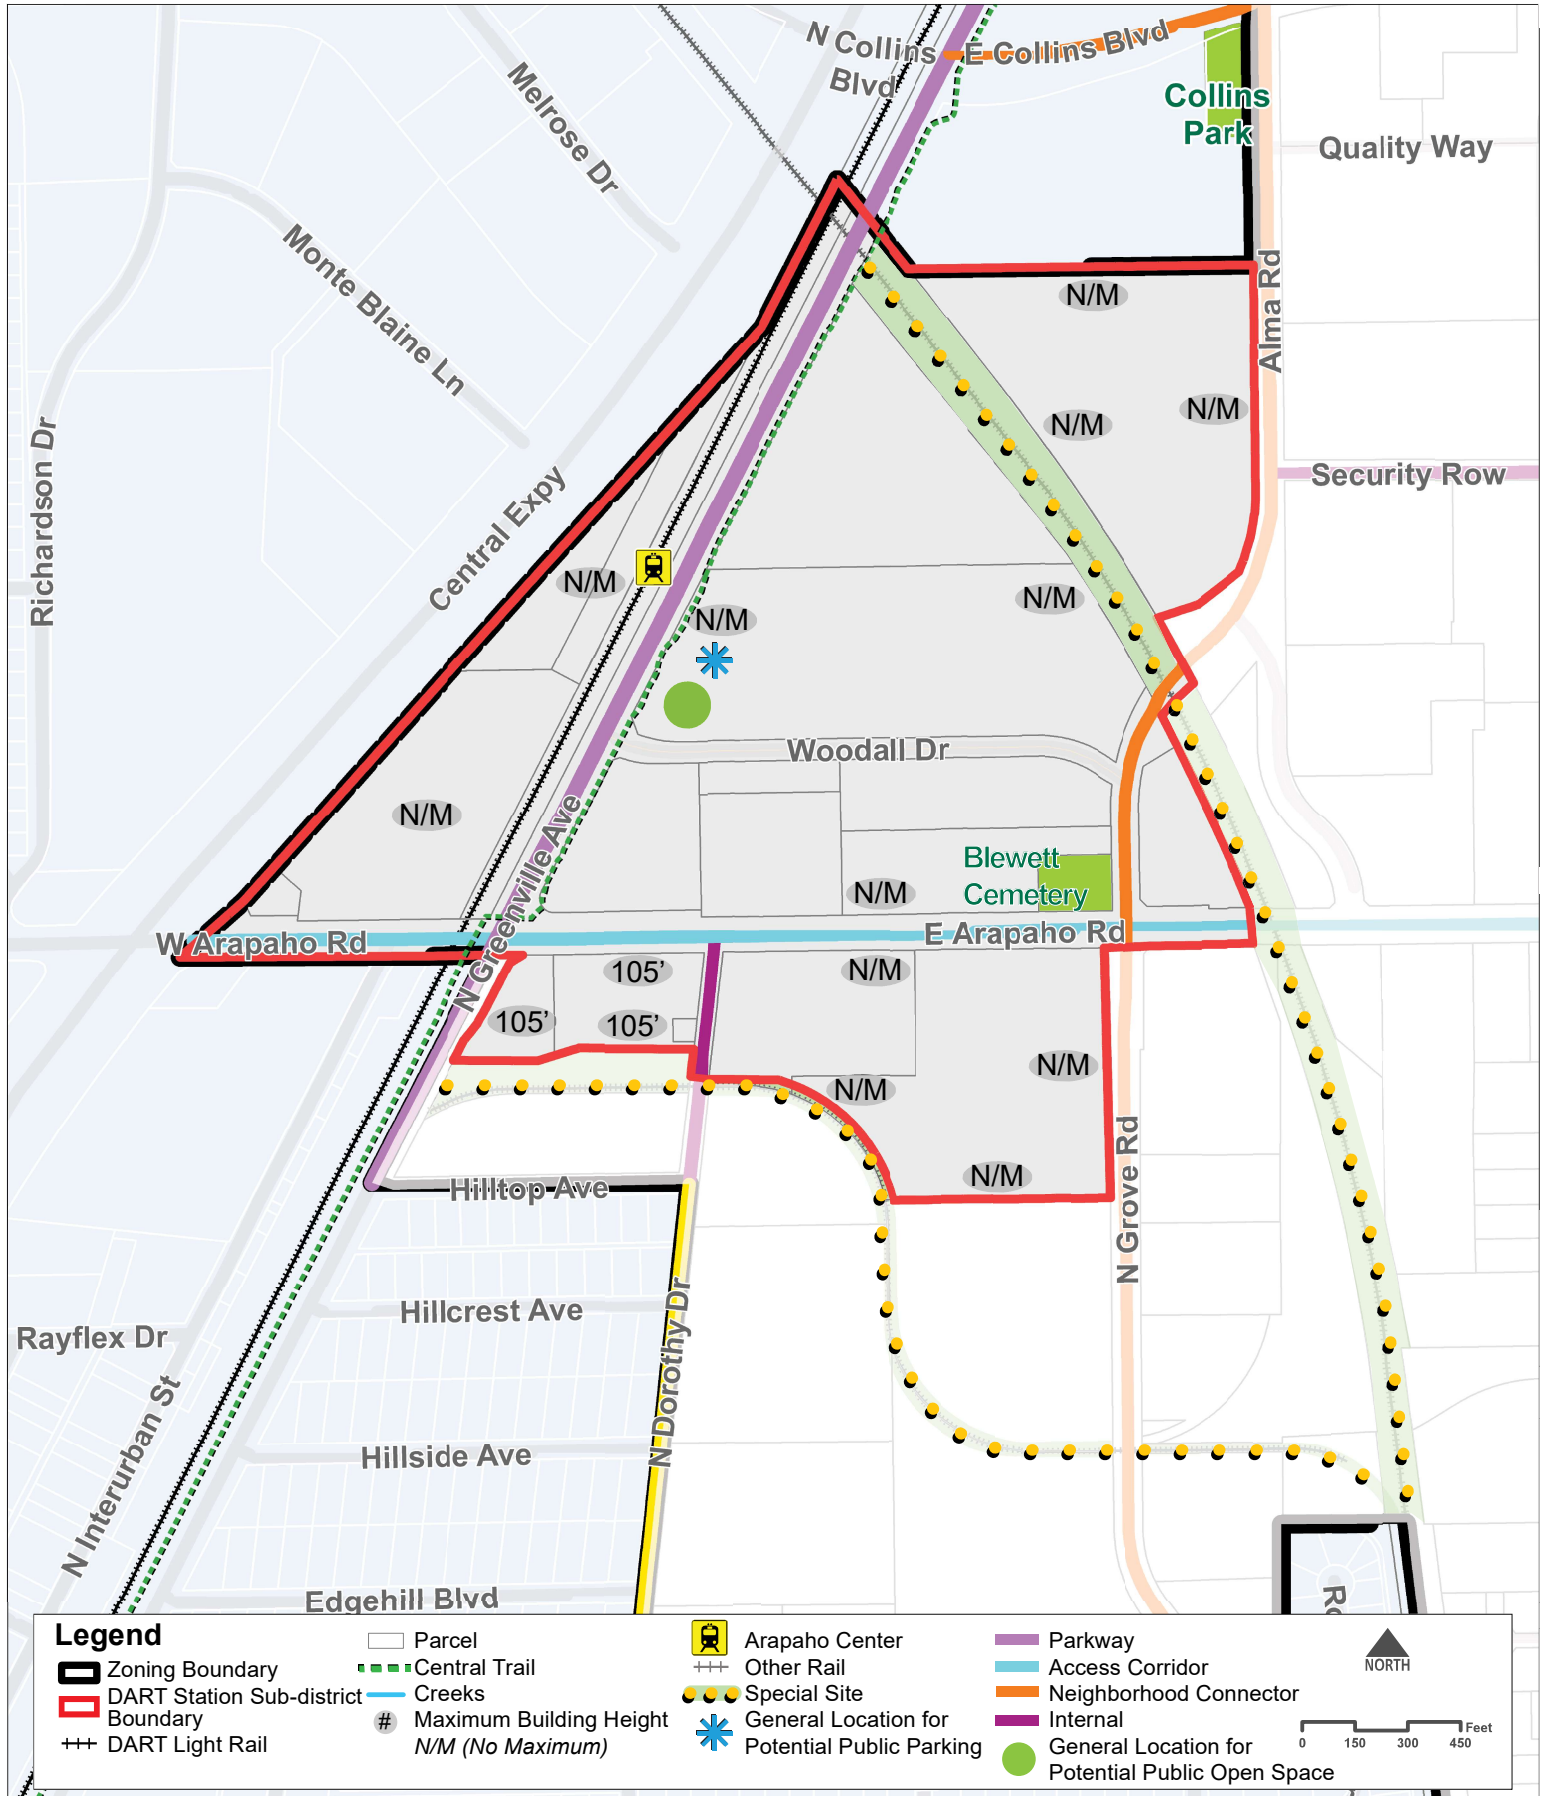 N Collins
Blvd
E Collins Blvd
Collins
Park
Melrose Dr
Quality Way
Monte Blaine Ln
Alma Rd
N/M
N/M
N/M
Richardson Dr
Central Expy
Security Row
N/M
N/M
N/M
Woodall Dr
N/M
N Greenville Ave
Blewett
Cemetery
N/M
W Arapaho Rd
E Arapaho Rd
105’
N/M
105’
105’
N/M
N/M
N/M
Hilltop Ave
N Grove Rd
Hillcrest Ave
Rayflex Dr
N Dorothy Dr
Hillside Ave
N Interurban St
Edgehill Blvd
Ro
Legend
Zoning Boundary
DART Station Sub-district
Boundary
DART Light Rail
Parcel
Central Trail
Creeks
# Maximum Building Height
N/M (No Maximum)
Arapaho Center
Other Rail
Special Site
General Location for
Potential Public Parking
Parkway
Access Corridor
Neighborhood Connector
Internal
General Location for
Potential Public Open Space
NORTH
Feet
0 150 300 450